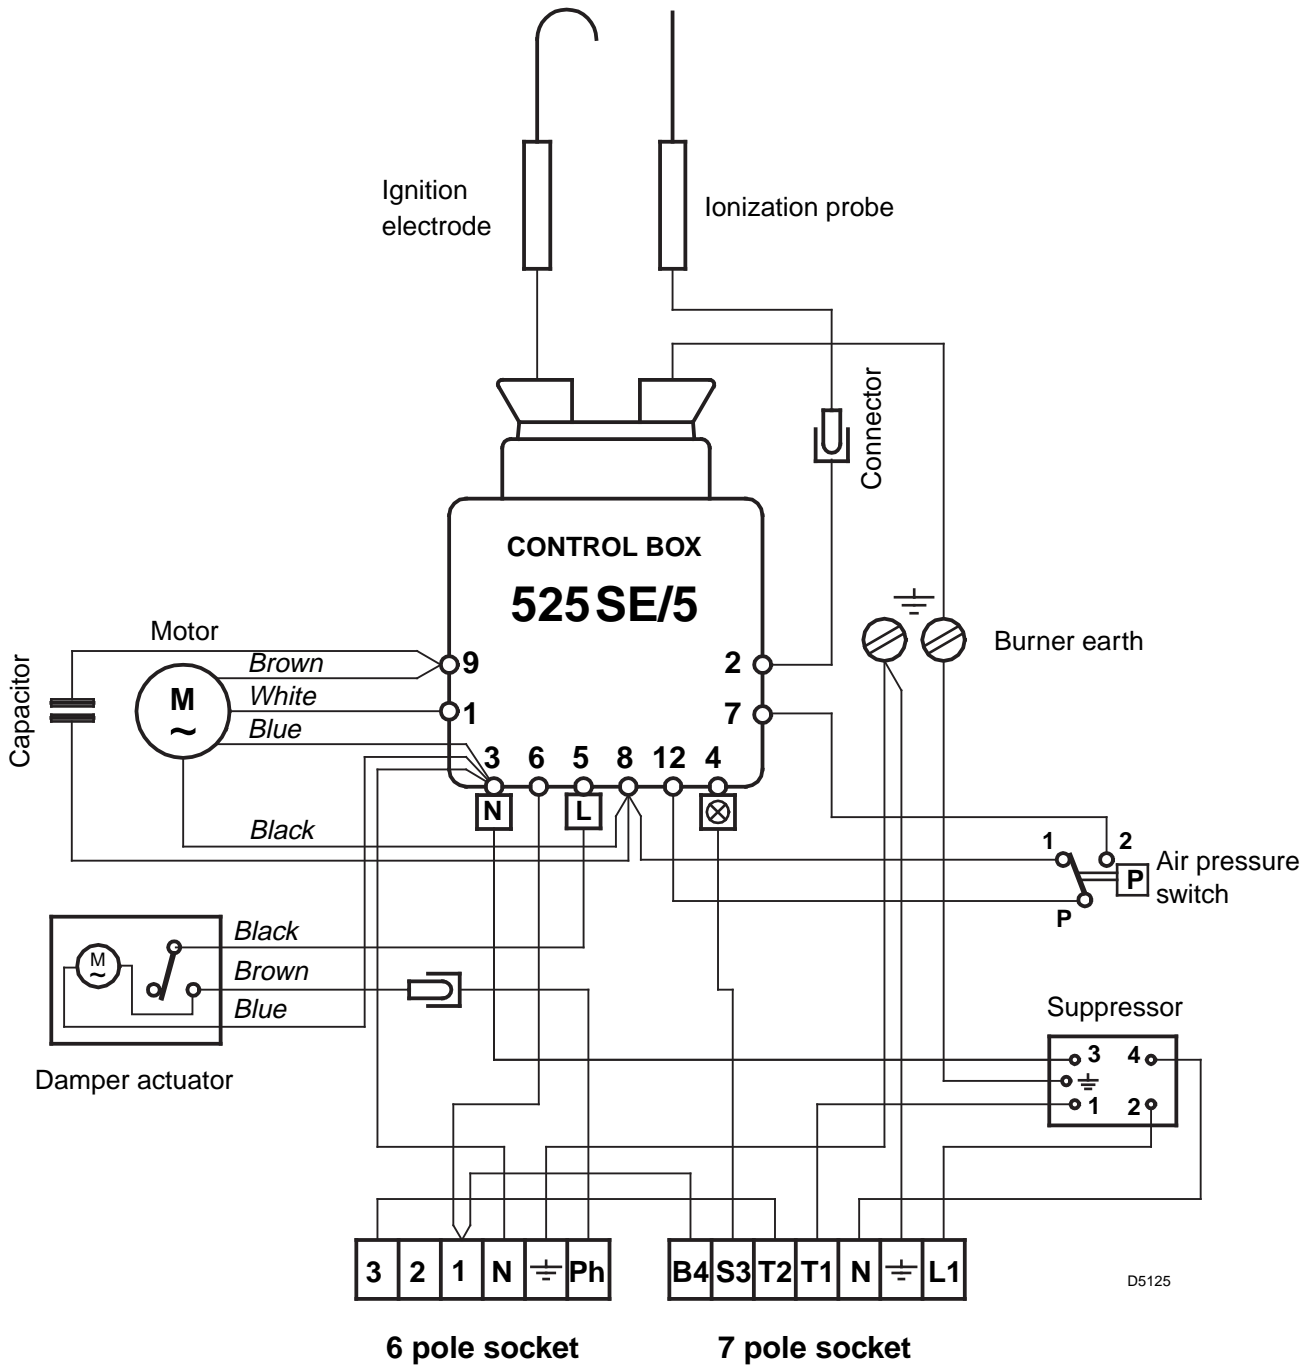 Ignition
electrode
Ionization probe
Connector
CONTROL BOX
525 SE/5
Burner earth
Motor
Capacitor
M
~
Brown
White
Blue
Black
9
1
2
7
3 6 5 8 12 4
N L
1 2
P
P
Air pressure
switch
M
~
Black
Brown
Blue
Damper actuator
Suppressor
3 4
1 2
3 2 1 N Ph
B4 S3 T2 T1 N L1
D5125
6 pole socket
7 pole socket